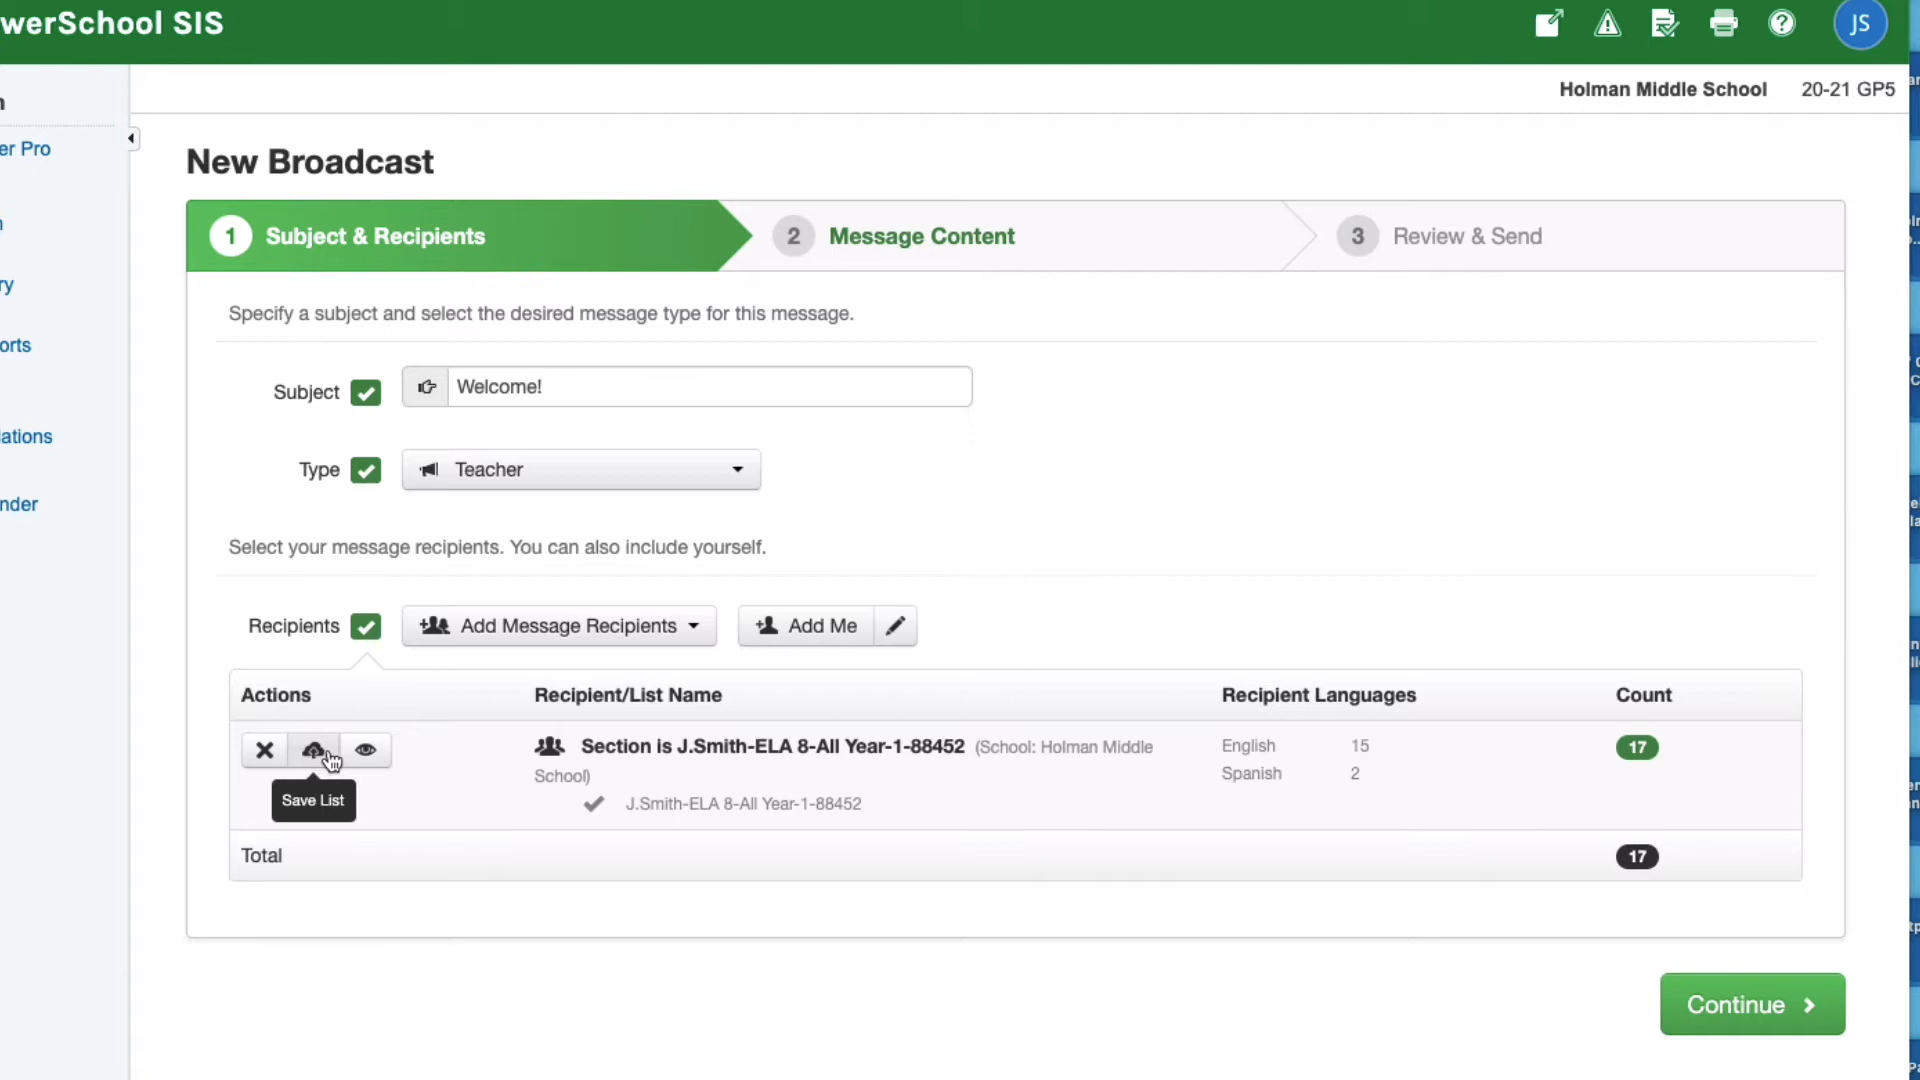 werSchool SIS
JS
Holman Middle School 20-21 GP5
er Pro
ry
orts
lations
nder
New Broadcast
1 Subject & Recipients
2 Message Content
3 Review & Send
Specify a subject and select the desired message type for this message.
Subject Welcome!
Type Teacher
Select your message recipients. You can also include yourself.
Recipients Add Message Recipients Add Me
Actions Recipient/List Name Recipient Languages Count
Section is J.Smith-ELA 8-All Year-1-88452 (School: Holman Middle English 15 17
School) Spanish 2
J.Smith-ELA 8-All Year-1-88452
Save List
Total 17
Continue